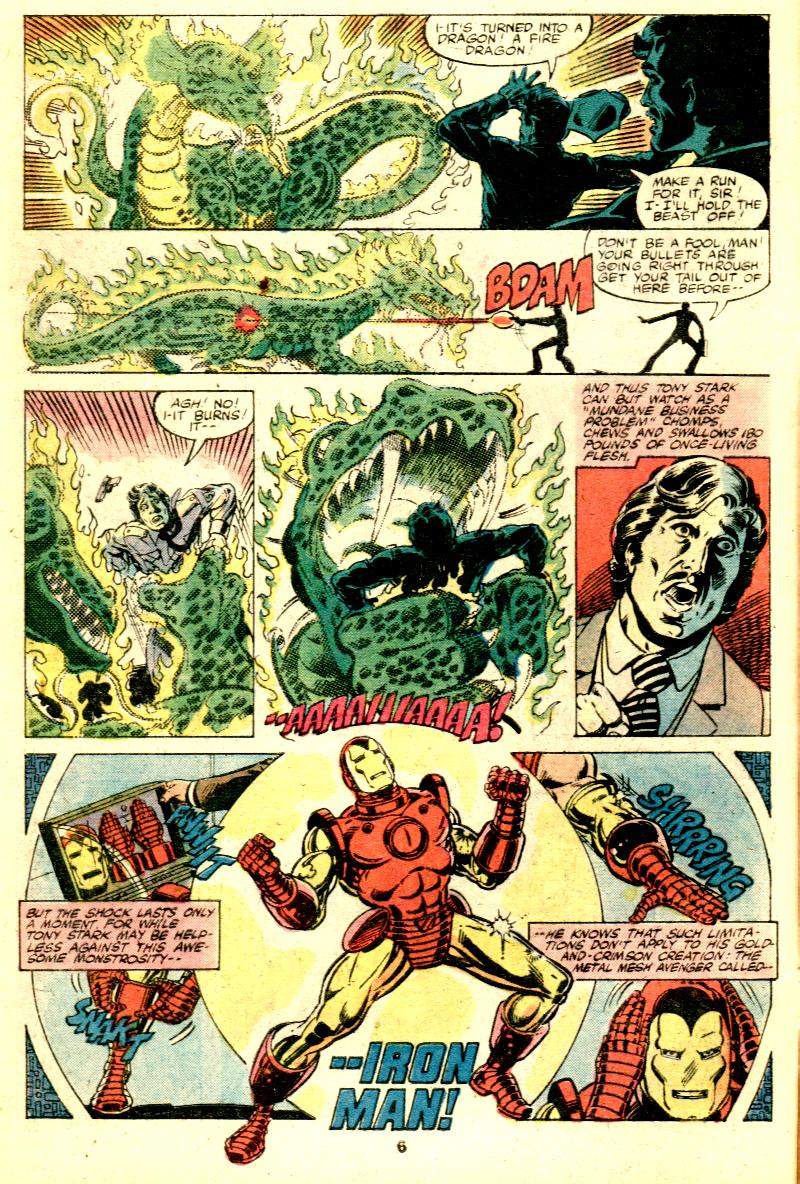 I-IT'S TURNED INTO A
DRAGON! A FIRE
DRAGON!
MAKE A RUN
FOR IT, SIR!
I-I'LL HOLD THE
BEAST OFF!
BDAM
DON'T BE A FOOL, MAN!
YOUR BULLETS ARE
GOING RIGHT THROUGH!
GET YOUR TAIL OUT OF
HERE BEFORE--
AGH! NO!
I-IT BURNS!
IT--
--AAAAIIIAAAA!
AND THUS TONY STARK
CAN BUT WATCH AS A
"MUNDANE BUSINESS
PROBLEM" CHOMPS,
CHEWS AND SWALLOWS 180
POUNDS OF ONCE-LIVING
FLESH.
SHRRRING
BUT THE SHOCK LASTS ONLY
A MOMENT FOR WHILE
TONY STARK MAY BE HELP-
LESS AGAINST THIS AWE-
SOME MONSTROSITY--
--HE KNOWS THAT SUCH LIMITA-
TIONS DON'T APPLY TO HIS GOLD-
AND-CRIMSON CREATION: THE
METAL MESH AVENGER CALLED--
--IRON
MAN!
6